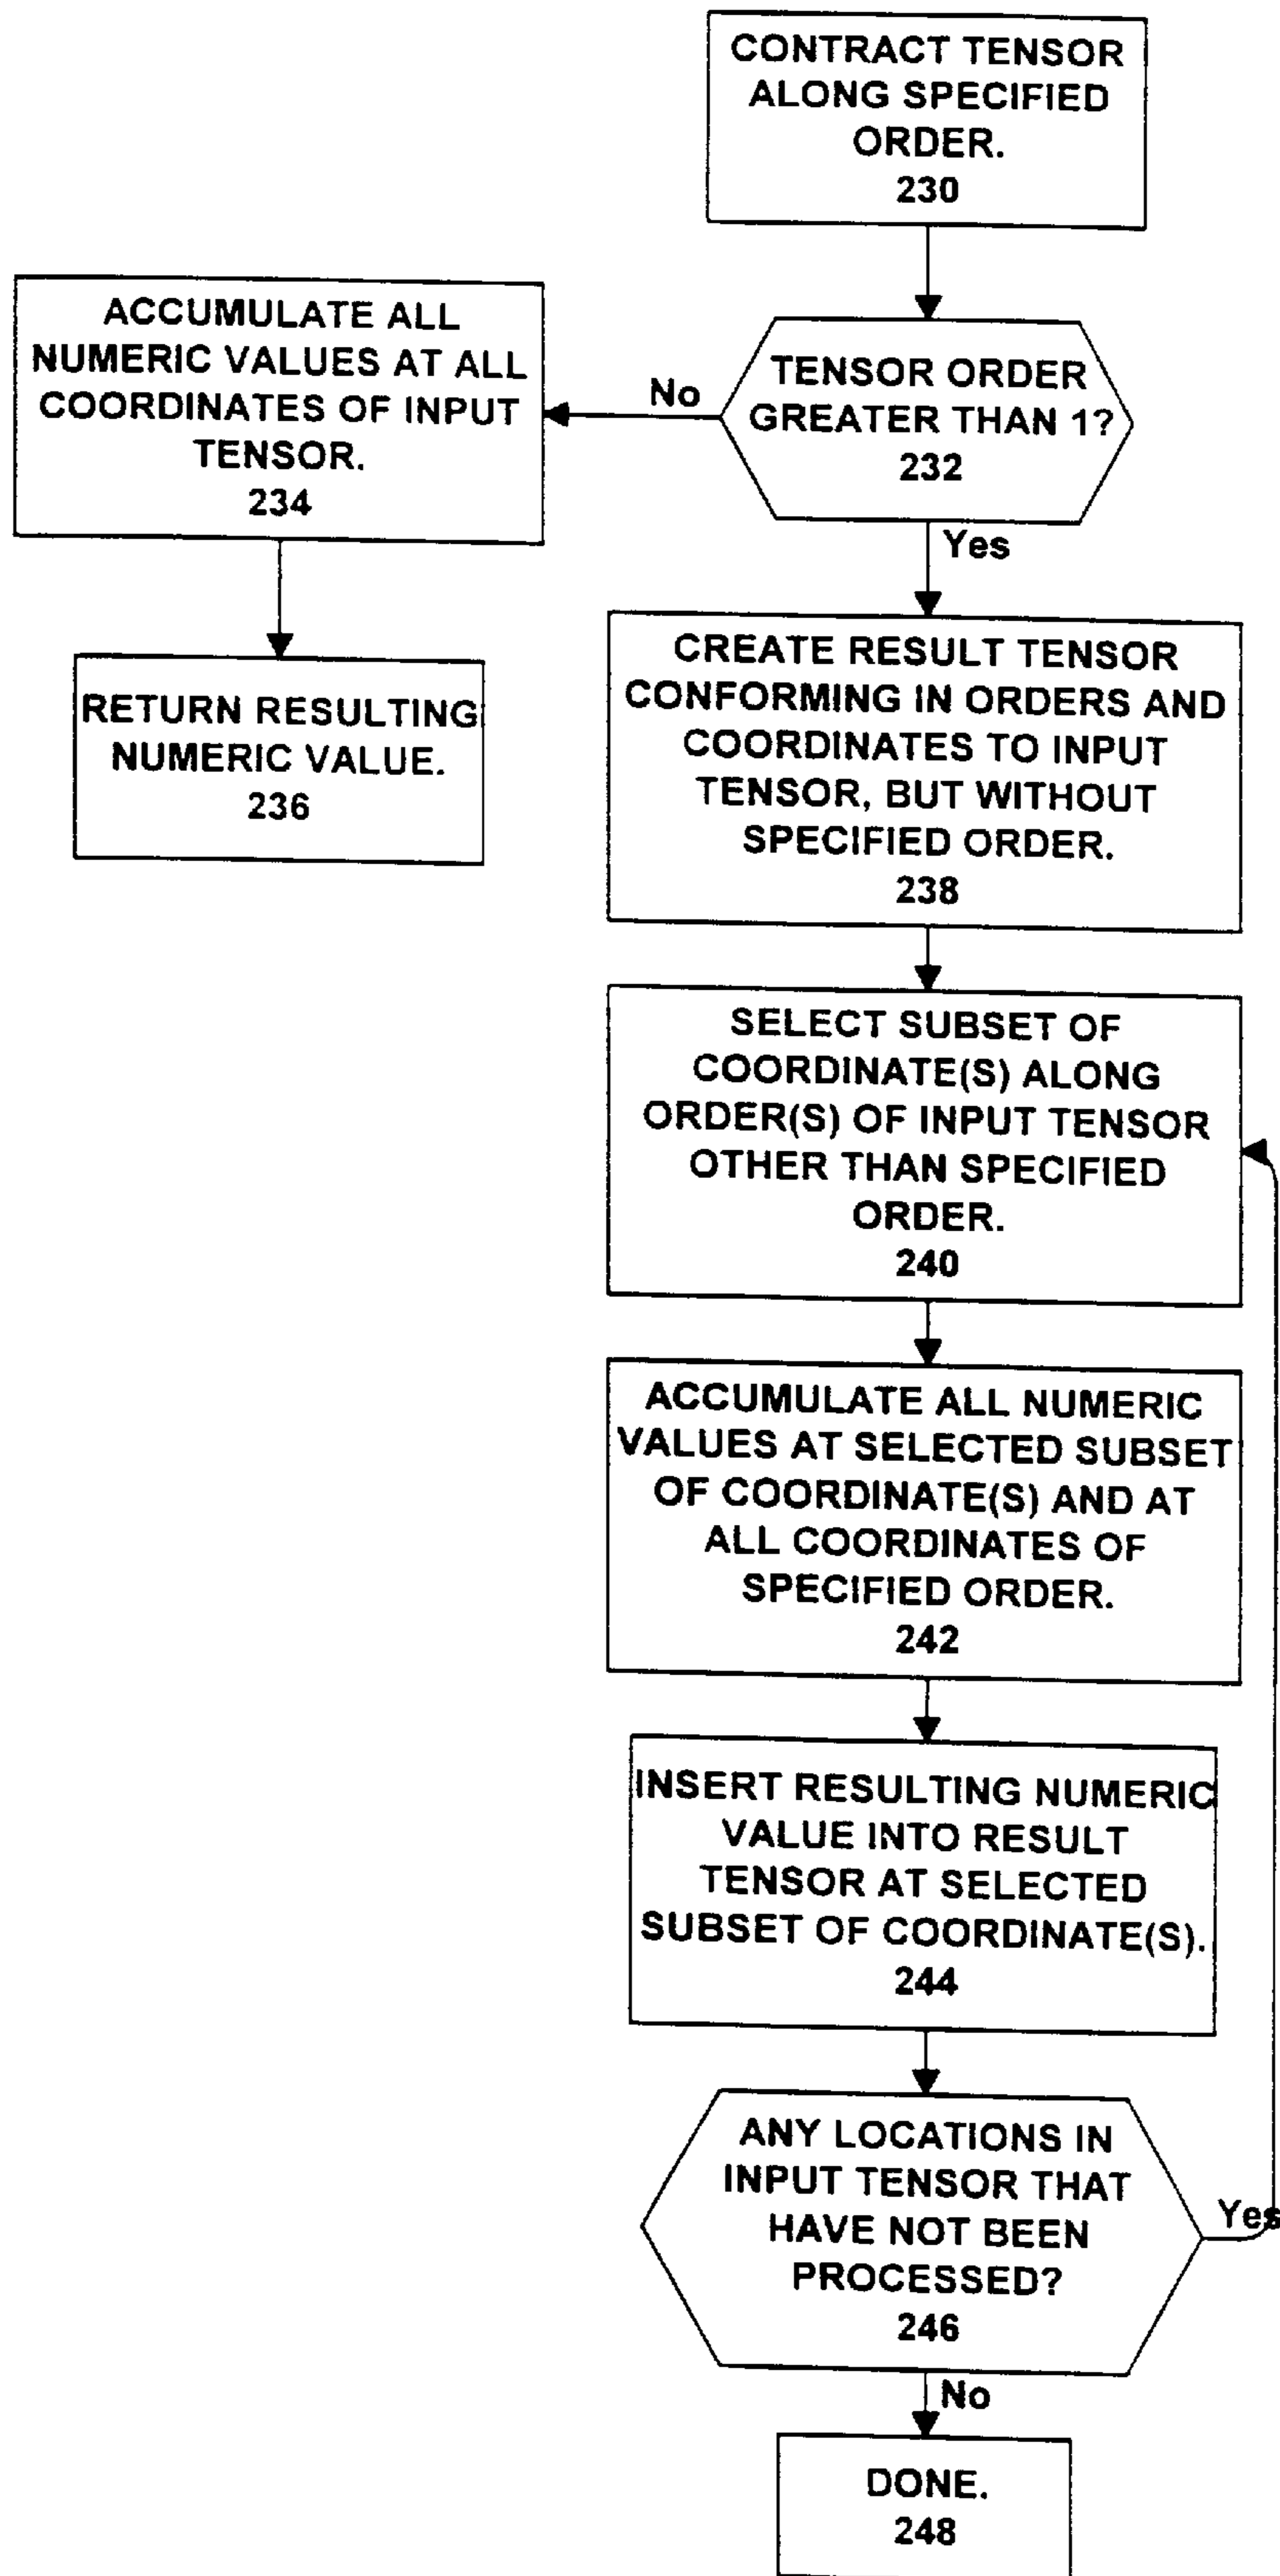 CONTRACT TENSOR
ALONG SPECIFIED
ORDER.
230
TENSOR ORDER
GREATER THAN 1?
232
No
Yes
ACCUMULATE ALL
NUMERIC VALUES AT ALL
COORDINATES OF INPUT
TENSOR.
234
RETURN RESULTING
NUMERIC VALUE.
236
CREATE RESULT TENSOR
CONFORMING IN ORDERS AND
COORDINATES TO INPUT
TENSOR, BUT WITHOUT
SPECIFIED ORDER.
238
SELECT SUBSET OF
COORDINATE(S) ALONG
ORDER(S) OF INPUT TENSOR
OTHER THAN SPECIFIED
ORDER.
240
ACCUMULATE ALL NUMERIC
VALUES AT SELECTED SUBSET
OF COORDINATE(S) AND AT
ALL COORDINATES OF
SPECIFIED ORDER.
242
INSERT RESULTING NUMERIC
VALUE INTO RESULT
TENSOR AT SELECTED
SUBSET OF COORDINATE(S).
244
ANY LOCATIONS IN
INPUT TENSOR THAT
HAVE NOT BEEN
PROCESSED?
246
Yes
No
DONE.
248